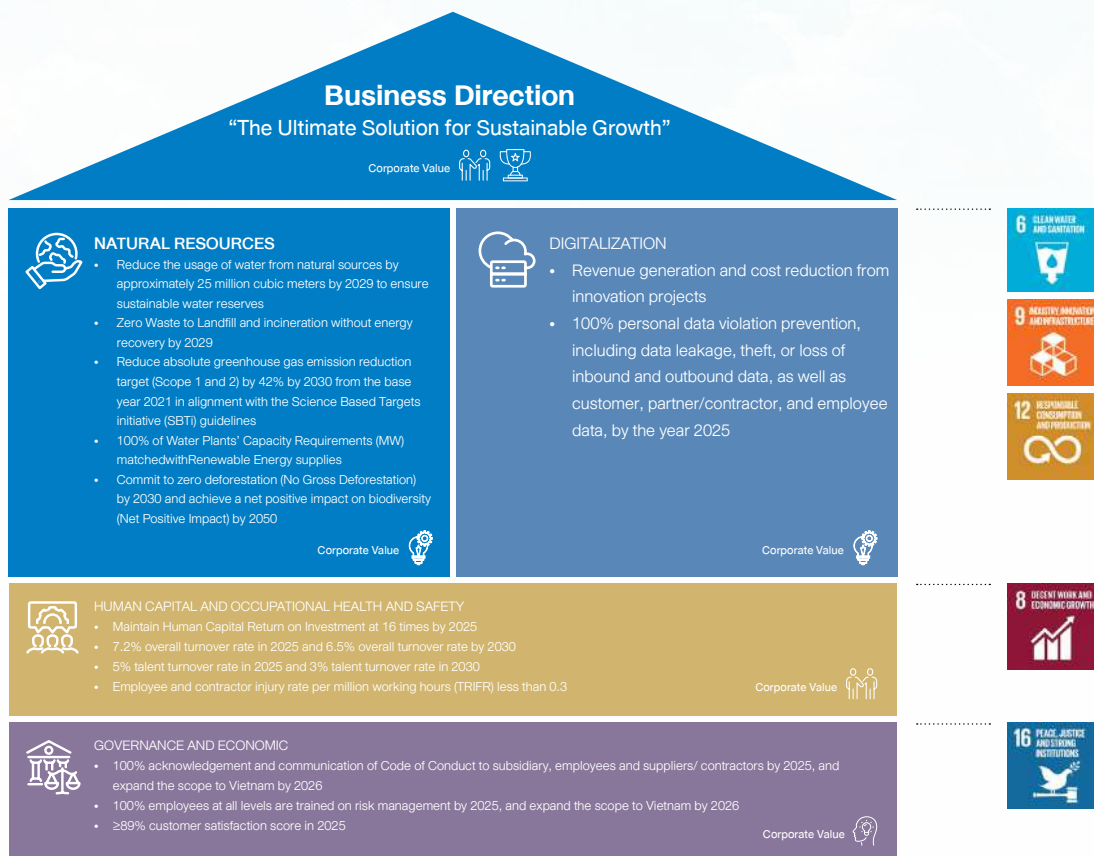 Business Direction
“The Ultimate Solution for Sustainable Growth”
Corporate Value
NATURAL RESOURCES
• Reduce the usage of water from natural sources by
approximately 25 million cubic meters by 2029 to ensure
sustainable water reserves
• Zero Waste to Landfill and incineration without energy
recovery by 2029
• Reduce absolute greenhouse gas emission reduction
target (Scope 1 and 2) by 42% by 2030 from the base
year 2021 in alignment with the Science Based Targets
initiative (SBTi) guidelines
• 100% of Water Plants’ Capacity Requirements (MW)
matchedwithRenewable Energy supplies
• Commit to zero deforestation (No Gross Deforestation)
by 2030 and achieve a net positive impact on biodiversity
(Net Positive Impact) by 2050
Corporate Value
DIGITALIZATION
• Revenue generation and cost reduction from
innovation projects
• 100% personal data violation prevention,
including data leakage, theft, or loss of
inbound and outbound data, as well as
customer, partner/contractor, and employee
data, by the year 2025
Corporate Value
6 CLEAN WATER
AND SANITATION
9 INDUSTRY, INNOVATION
AND INFRASTRUCTURE
12 RESPONSIBLE
CONSUMPTION
AND PRODUCTION
HUMAN CAPITAL AND OCCUPATIONAL HEALTH AND SAFETY
• Maintain Human Capital Return on Investment at 16 times by 2025
• 7.2% overall turnover rate in 2025 and 6.5% overall turnover rate by 2030
• 5% talent turnover rate in 2025 and 3% talent turnover rate in 2030
• Employee and contractor injury rate per million working hours (TRIFR) less than 0.3
Corporate Value
8 DECENT WORK AND
ECONOMIC GROWTH
GOVERNANCE AND ECONOMIC
• 100% acknowledgement and communication of Code of Conduct to subsidiary, employees and suppliers/ contractors by 2025, and
expand the scope to Vietnam by 2026
• 100% employees at all levels are trained on risk management by 2025, and expand the scope to Vietnam by 2026
• ≥89% customer satisfaction score in 2025
Corporate Value
16 PEACE, JUSTICE
AND STRONG
INSTITUTIONS